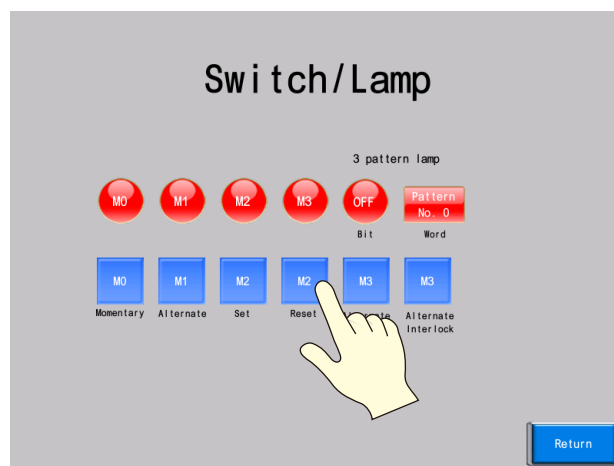 Switch/Lamp
3 pattern lamp
M0 M1 M2 M3 OFF Pattern
No. 0
Bit Word
M0 M1 M2 M2 M3 M3
Momentary Alternate Set Reset Alternate
Interlock
Return